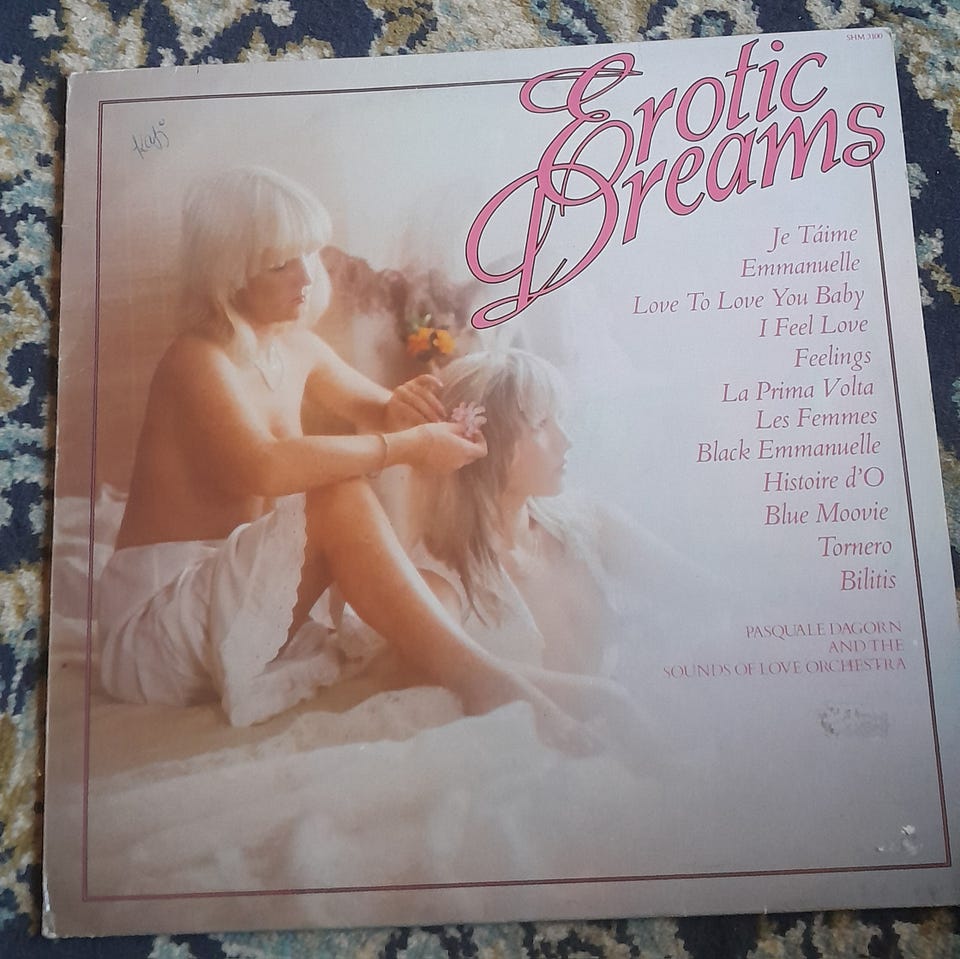 SHM 3100
Erotic
Dreams
Je Táime
Emmanuelle
Love To Love You Baby
I Feel Love
Feelings
La Prima Volta
Les Femmes
Black Emmanuelle
Histoire d'O
Blue Moovie
Tornero
Bilitis
PASQUALE DAGORN
AND THE
SOUNDS OF LOVE ORCHESTRA